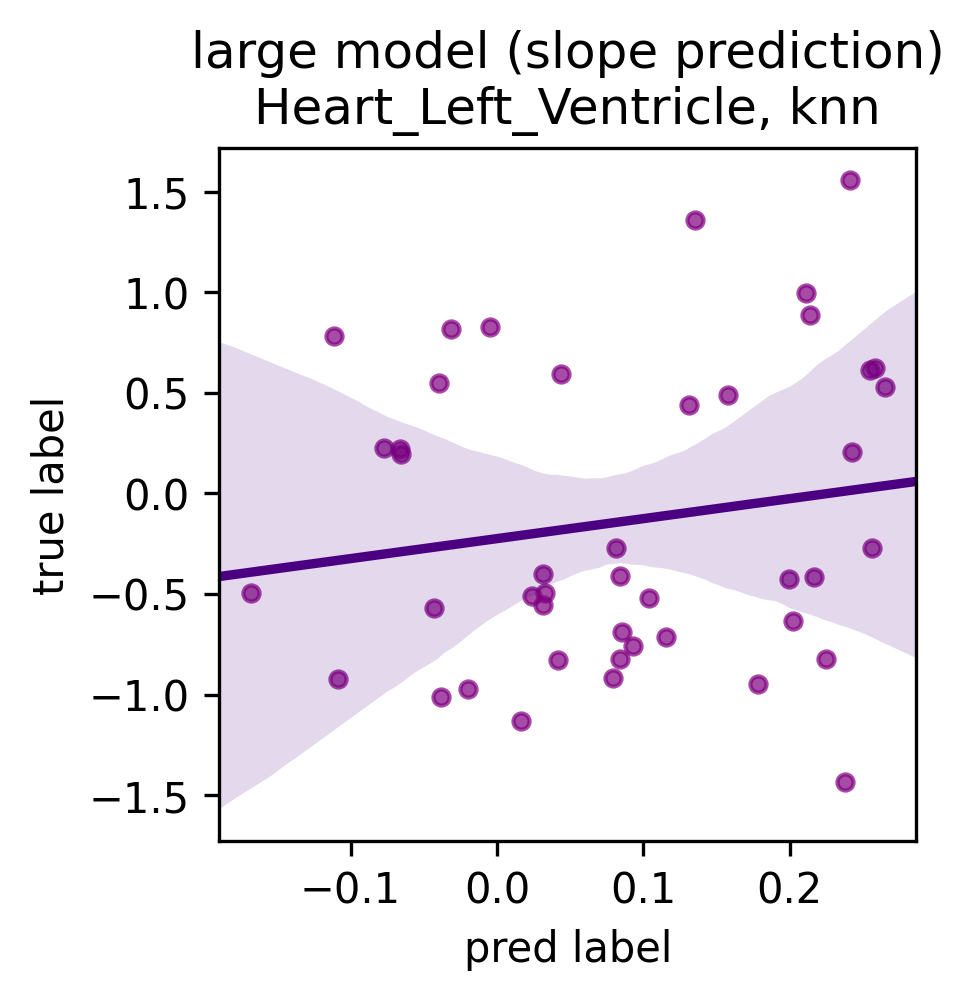 large model (slope prediction)
Heart_Left_Ventricle, knn
1.5
1.0
0.5
0.0
−0.5
−1.0
−1.5
true label
−0.1
0.0
0.1
0.2
pred label